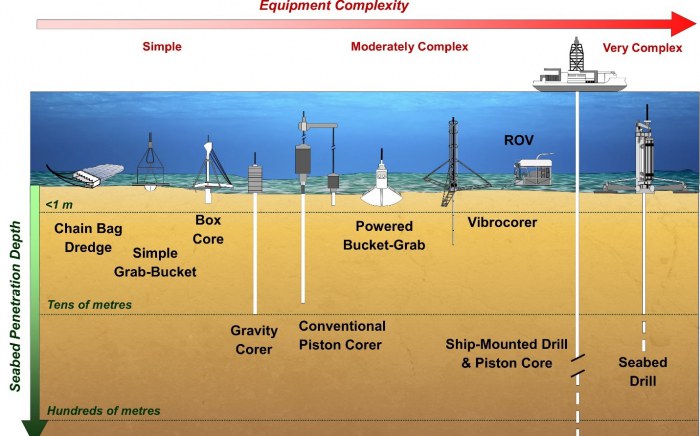 Equipment Complexity
Simple
Moderately Complex
Very Complex
ROV
Seabed Penetration Depth
<1 m
Chain Bag
Dredge
Simple
Grab-Bucket
Box
Core
Powered
Bucket-Grab
Vibrocorer
Tens of metres
Gravity
Corer
Conventional
Piston Corer
Ship-Mounted Drill
& Piston Core
Seabed
Drill
Hundreds of metres